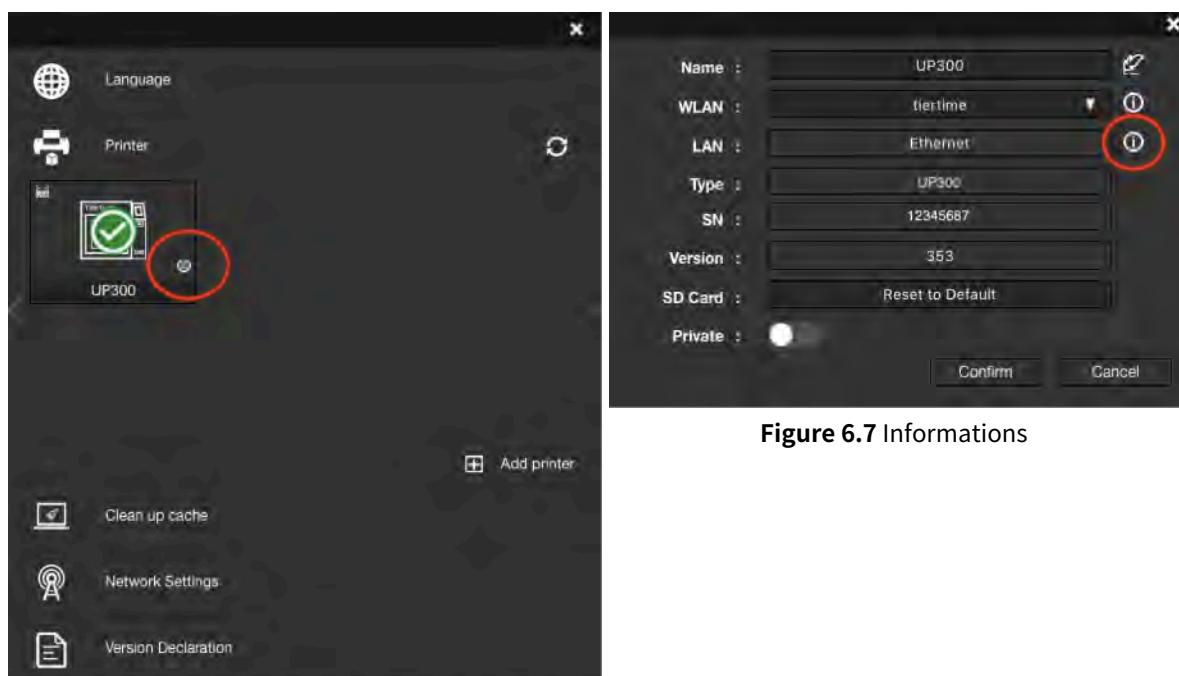 Language
Printer
UP300
Add printer
Clean up cache
Network Settings
Version Declaration
Name : UP300
WLAN : tiertime
LAN : Ethernet
Type : UP300
SN : 12345687
Version : 353
SD Card : Reset to Default
Private :
Confirm Cancel
Figure 6.7 Informations